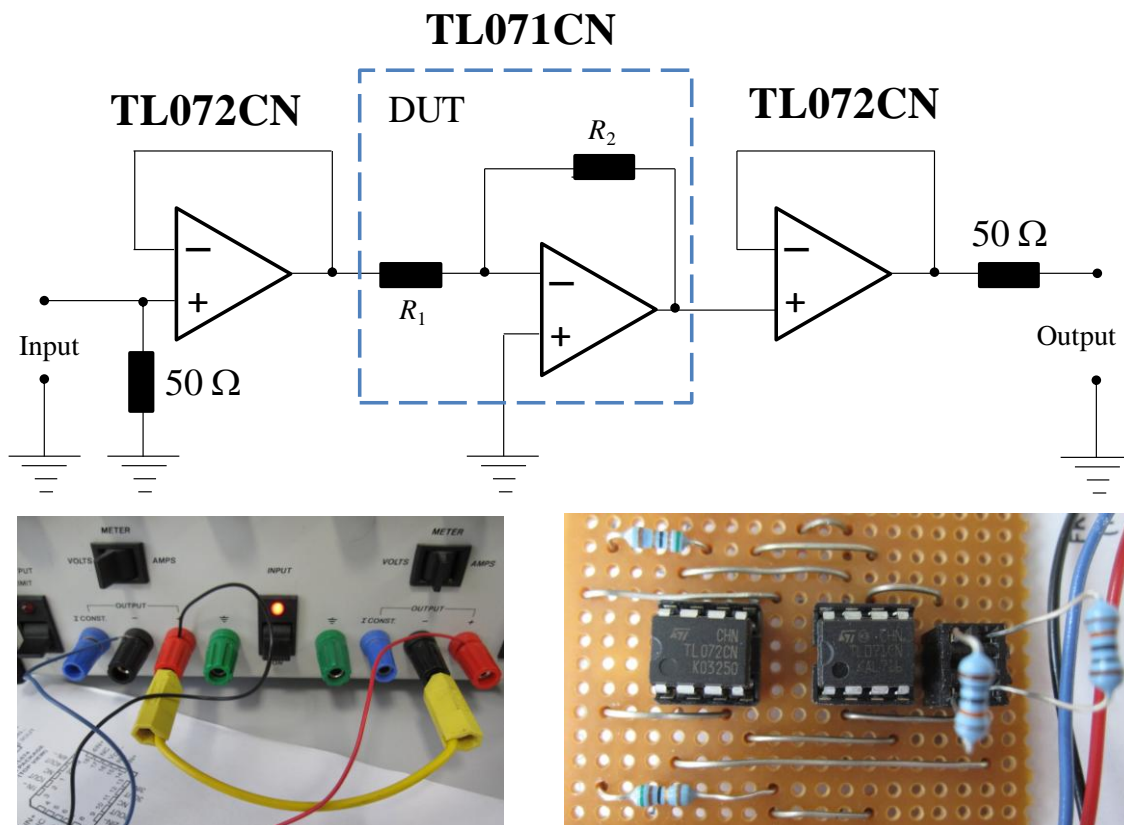 TL071CN
TL072CN
DUT
TL072CN
R2
50 Ω
R1
Input
50 Ω
Output
METER
VOLTS
AMPS
INPUT
METER
VOLTS
AMPS
OUTPUT
I CONST.
OUTPUT
I CONST.
CHN
TL072CN
K03250
CHN
TL071CN